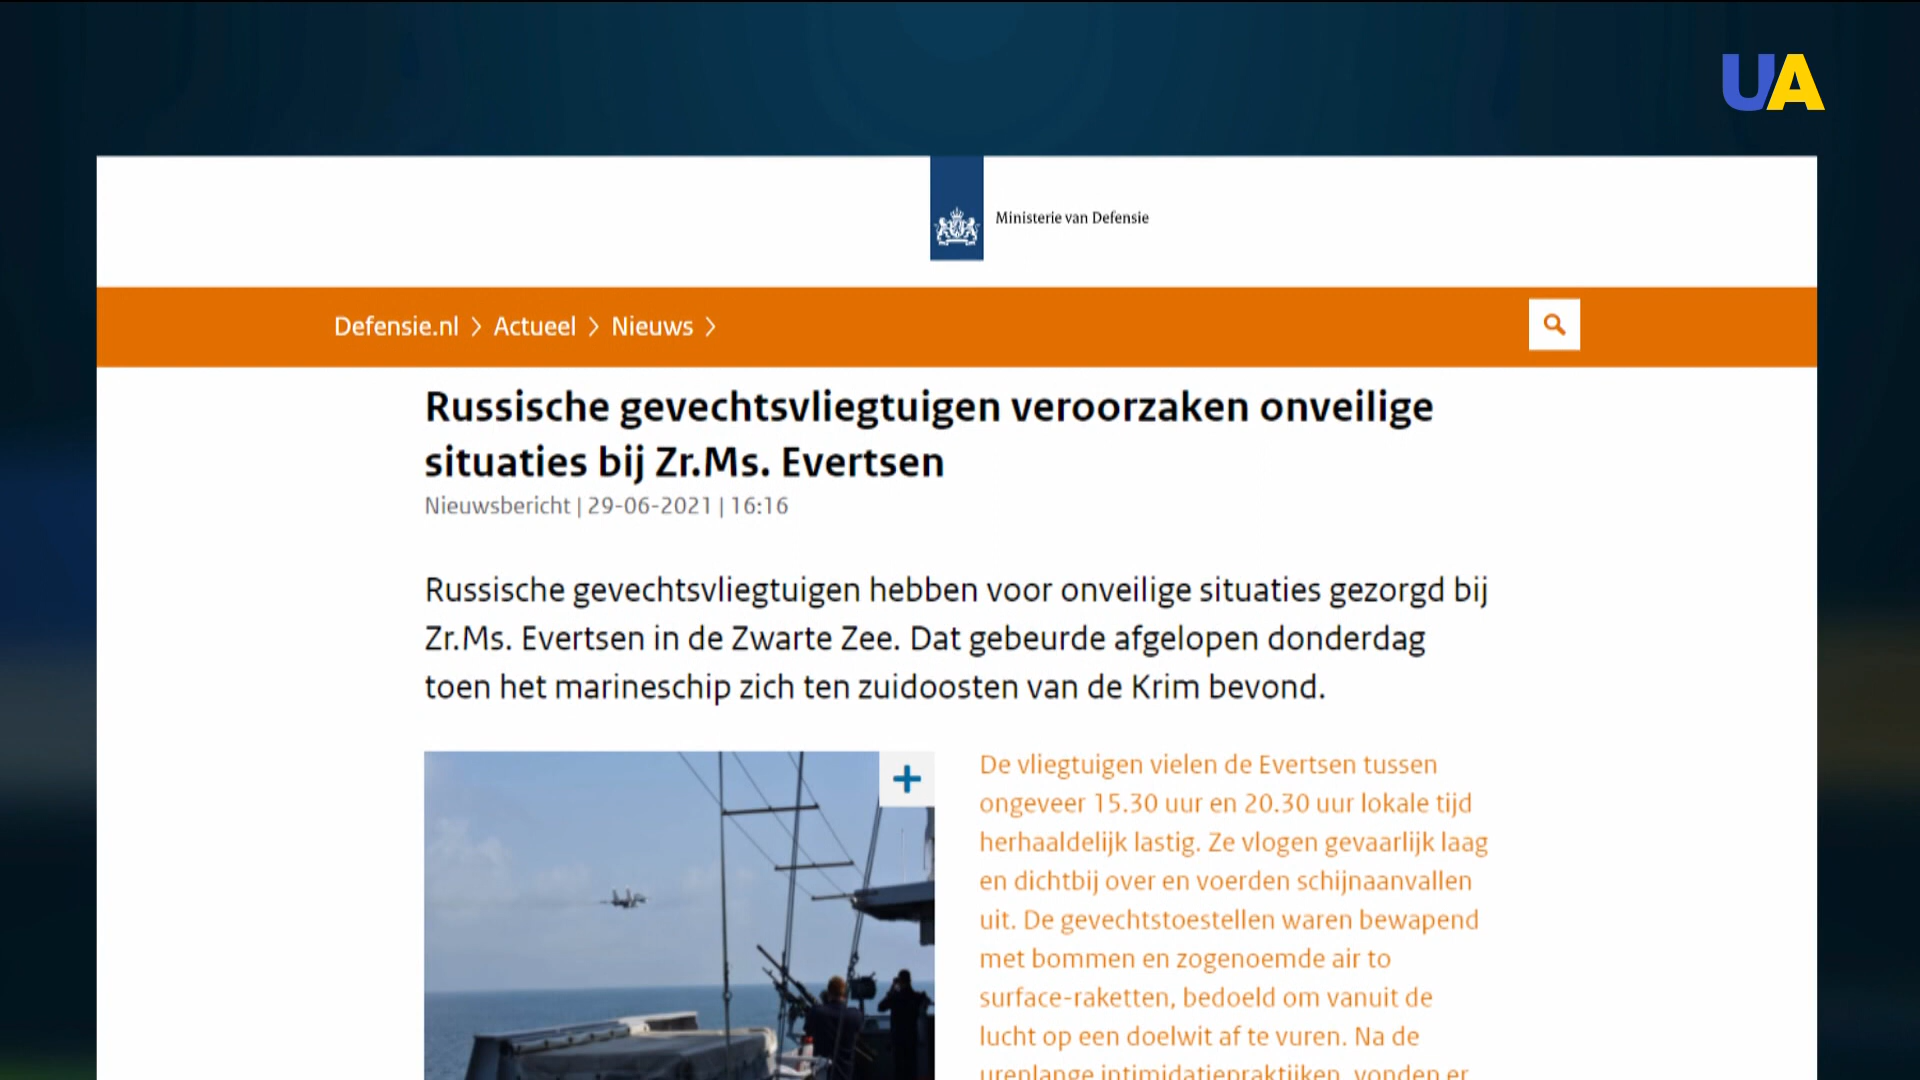 UA
Ministerie van Defensie
Defensie.nl > Actueel > Nieuws >
Russische gevechtsvliegtuigen veroorzaken onveilige
situaties bij Zr.Ms. Evertsen
Nieuwsbericht | 29-06-2021 | 16:16
Russische gevechtsvliegtuigen hebben voor onveilige situaties gezorgd bij
Zr.Ms. Evertsen in de Zwarte Zee. Dat gebeurde afgelopen donderdag
toen het marineschip zich ten zuidoosten van de Krim bevond.
De vliegtuigen vielen de Evertsen tussen
ongeveer 15.30 uur en 20.30 uur lokale tijd
herhaaldelijk lastig. Ze vlogen gevaarlijk laag
en dichtbij over en voerden schijnaanvallen
uit. De gevechtstoestellen waren bewapend
met bommen en zogenoemde air to
surface-raketten, bedoeld om vanuit de
lucht op een doelwit af te vuren. Na de
urenlange intimidatiepraktijken, vonden er